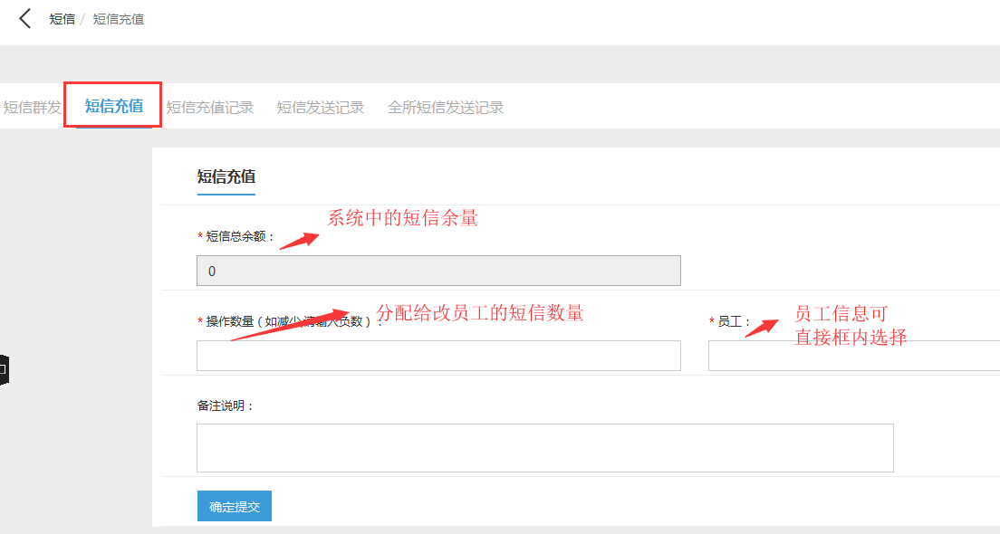 短信 / 短信充值
短信群发 短信充值 短信充值记录 短信发送记录 全所短信发送记录
短信充值
系统中的短信余量
* 短信总余额：
0
* 操作数量（如减少,请输入负数）： 分配给改员工的短信数量
* 员工： 员工信息可
直接框内选择
备注说明：
确定提交